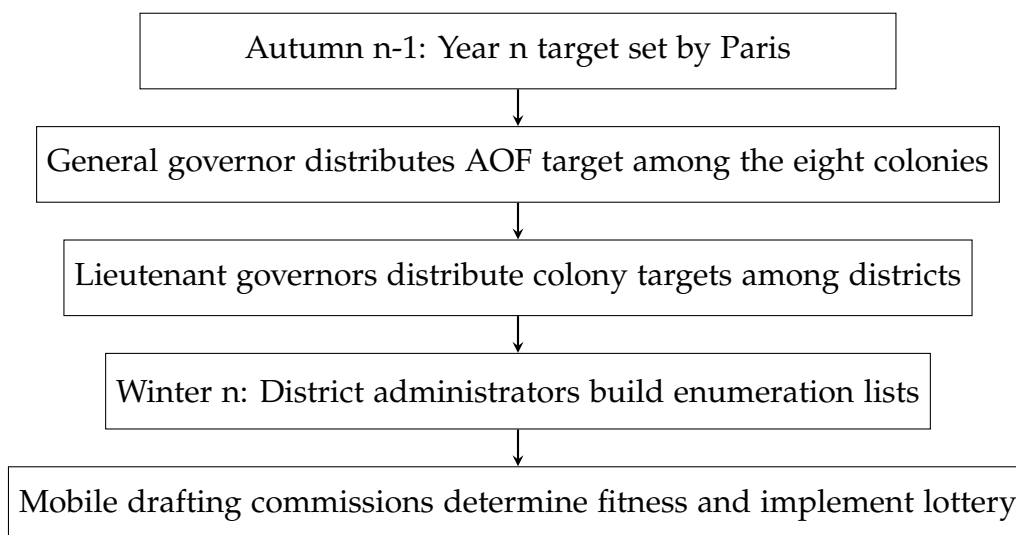 Autumn n-1: Year n target set by Paris
General governor distributes AOF target among the eight colonies
Lieutenant governors distribute colony targets among districts
Winter n: District administrators build enumeration lists
Mobile drafting commissions determine fitness and implement lottery